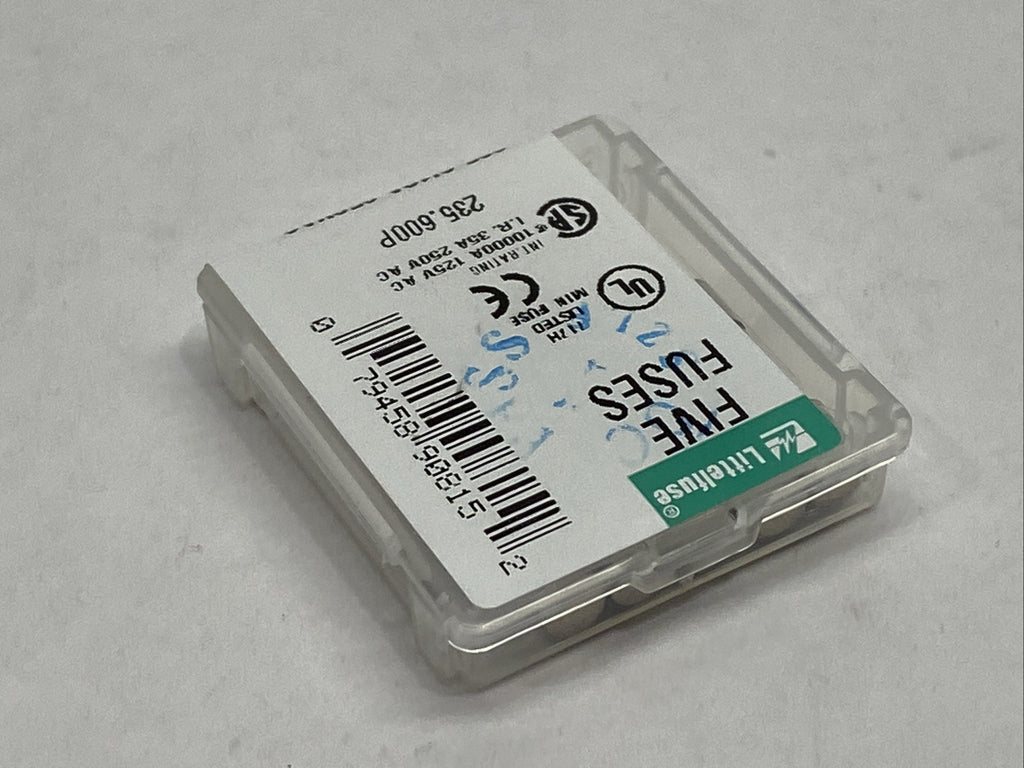 Littelfuse®
FIVE
FUSES
UL
LISTED
MIN FUSE
CE
SA
INT.RATING
10000A 125V AC
I.R. 35A 250V AC
235.600P
0 79458 90815 2